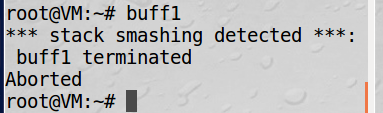 root@VM:~# buff1
*** stack smashing detected ***:
 buff1 terminated
Aborted
root@VM:~#